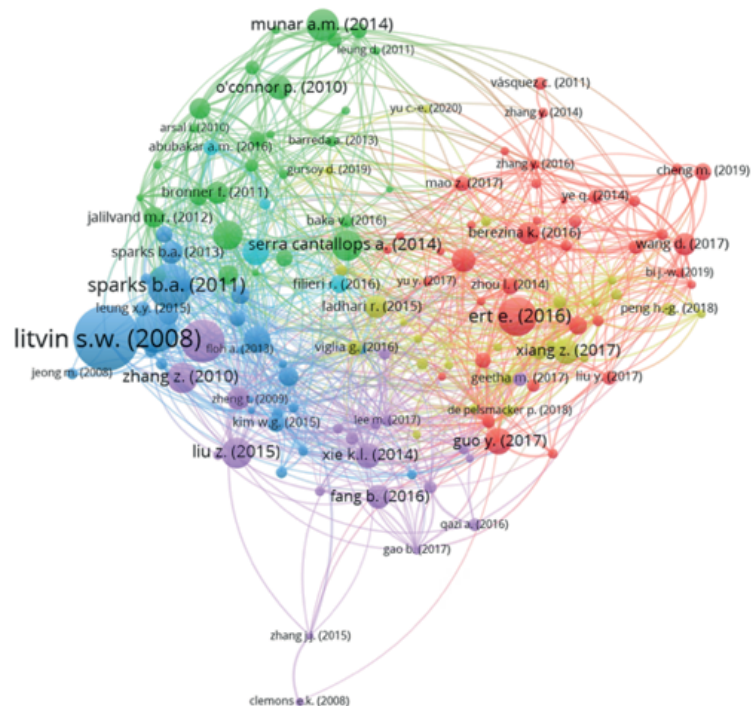 munar a.m. (2014)
leung d. (2011)
o'connor p. (2010)
vásquez c. (2011)
yu c.-e. (2020)
zhang y. (2014)
arsal i. (2010)
abubakar a.m. (2016)
barreda a. (2013)
zhang y. (2016)
gursoy d. (2019)
cheng m. (2019)
mao z. (2017)
bronner f. (2011)
ye q. (2014)
jalilvand m.r. (2012)
baka v. (2016)
berezina k. (2016)
serra cantallops a. (2014)
wang d. (2017)
sparks b.a. (2013)
bi j.-w. (2019)
sparks b.a. (2011)
filieri r. (2016)
yu y. (2017)
zhou l. (2014)
leung x.y. (2015)
ladhari r. (2015)
peng h.-g. (2018)
ert e. (2016)
litvin s.w. (2008)
floh a. (2013)
viglia g. (2016)
xiang z. (2017)
jeong m. (2008)
zhang z. (2010)
geetha m. (2017)
liu y. (2017)
zheng t. (2009)
de pelsmacker p. (2018)
kim w.g. (2015)
lee m. (2017)
guo y. (2017)
liu z. (2015)
xie k.l. (2014)
fang b. (2016)
qazi a. (2016)
gao b. (2017)
zhang j.j. (2015)
clemons e.k. (2008)